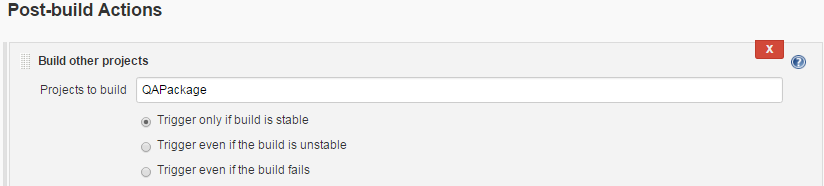 Post-build Actions
X
Build other projects
?
Projects to build QAPackage
Trigger only if build is stable
Trigger even if the build is unstable
Trigger even if the build fails